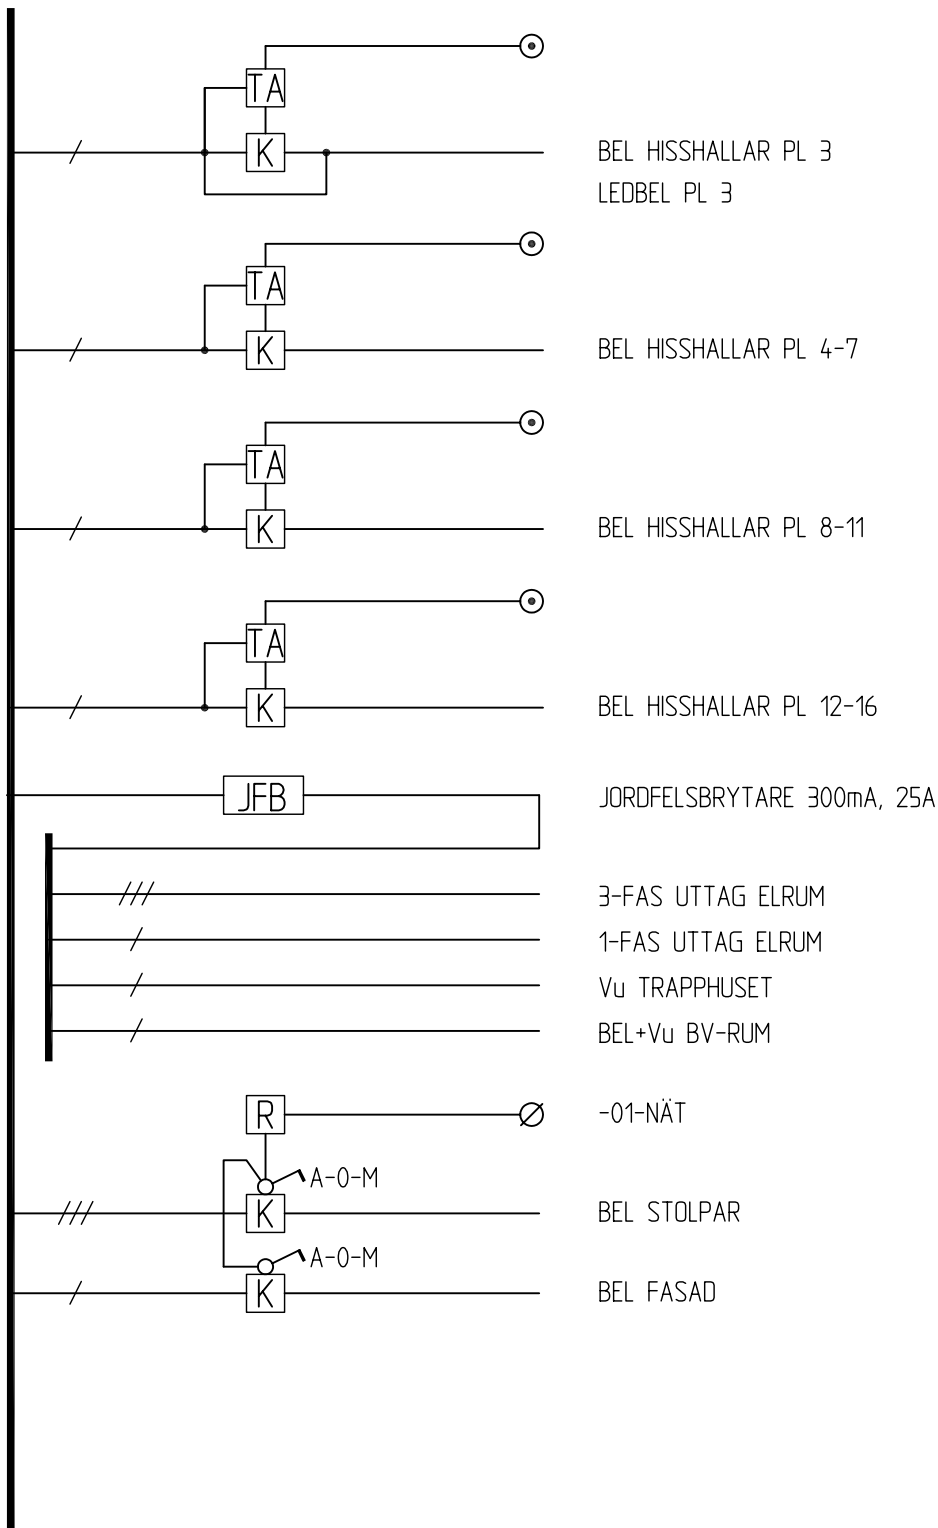 TA
K
BEL HISSHALLAR PL 3
LEDBEL PL 3
TA
K
BEL HISSHALLAR PL 4-7
TA
K
BEL HISSHALLAR PL 8-11
TA
K
BEL HISSHALLAR PL 12-16
JFB
JORDFELSBRYTARE 300mA, 25A
3-FAS UTTAG ELRUM
1-FAS UTTAG ELRUM
Vu TRAPPHUSET
BEL+Vu BV-RUM
R
-01-NÄT
A-0-M
K
BEL STOLPAR
A-0-M
K
BEL FASAD